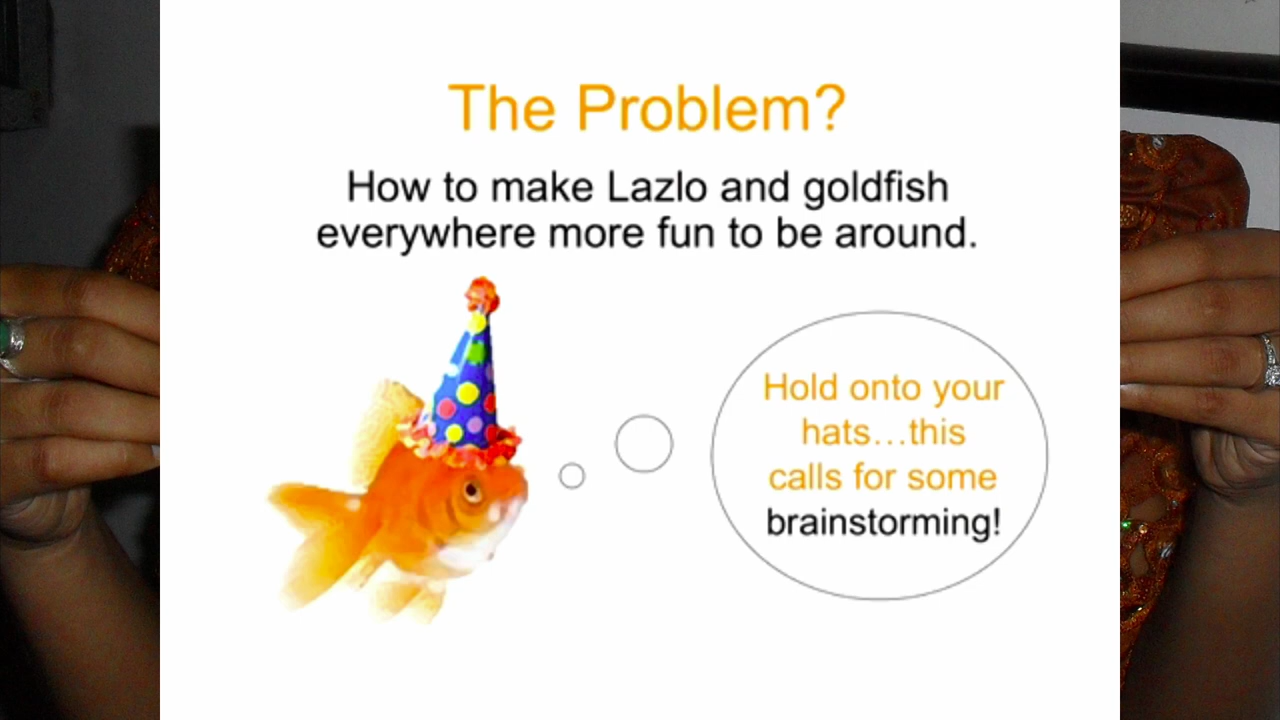 The Problem?
How to make Lazlo and goldfish
everywhere more fun to be around.
Hold onto your
hats…this
calls for some
brainstorming!